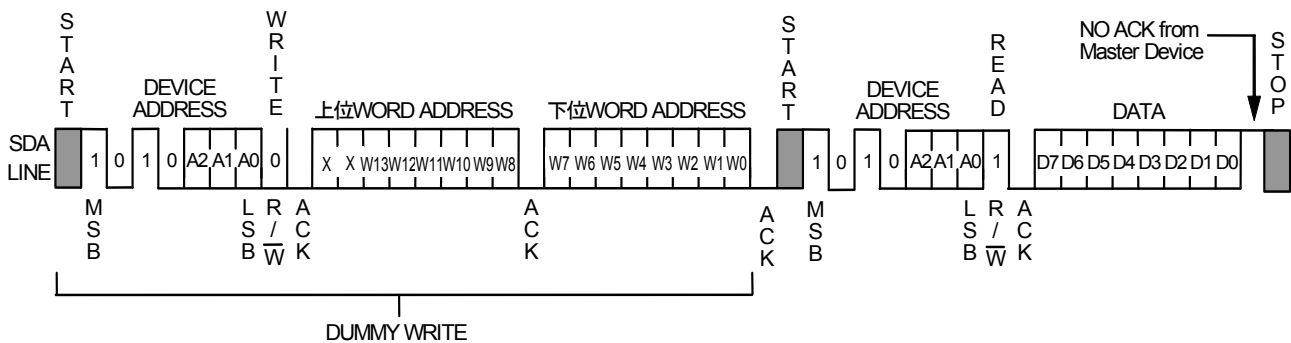 START
WRITE
START
READ
NO ACK from
Master Device
STOP
DEVICE
ADDRESS
上位WORD ADDRESS
下位WORD ADDRESS
DEVICE
ADDRESS
DATA
SDA
LINE
1 0 1 0 A2 A1 A0 0 X X W13 W12 W11 W10 W9 W8 W7 W6 W5 W4 W3 W2 W1 W0 1 0 1 0 A2 A1 A0 1 D7 D6 D5 D4 D3 D2 D1 D0
MSB
LSB
R/W
ACK
ACK
ACK
MSB
LSB
R/W
ACK
DUMMY WRITE